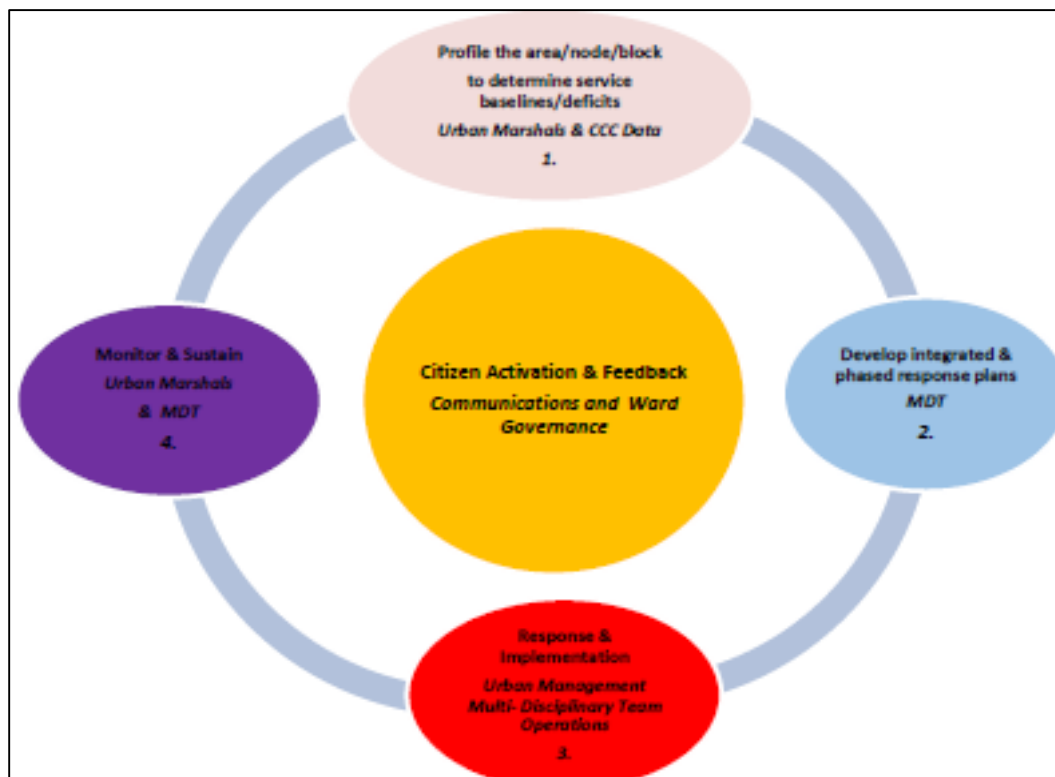 Profile the area/node/block
to determine service
baselines/deficits
Urban Marshals & CCC Data
1.
Monitor & Sustain
Urban Marshals
& MDT
4.
Citizen Activation & Feedback
Communications and Ward
Governance
Develop integrated &
phased response plans
MDT
2.
Response &
Implementation
Urban Management
Multi- Disciplinary Team
Operations
3.